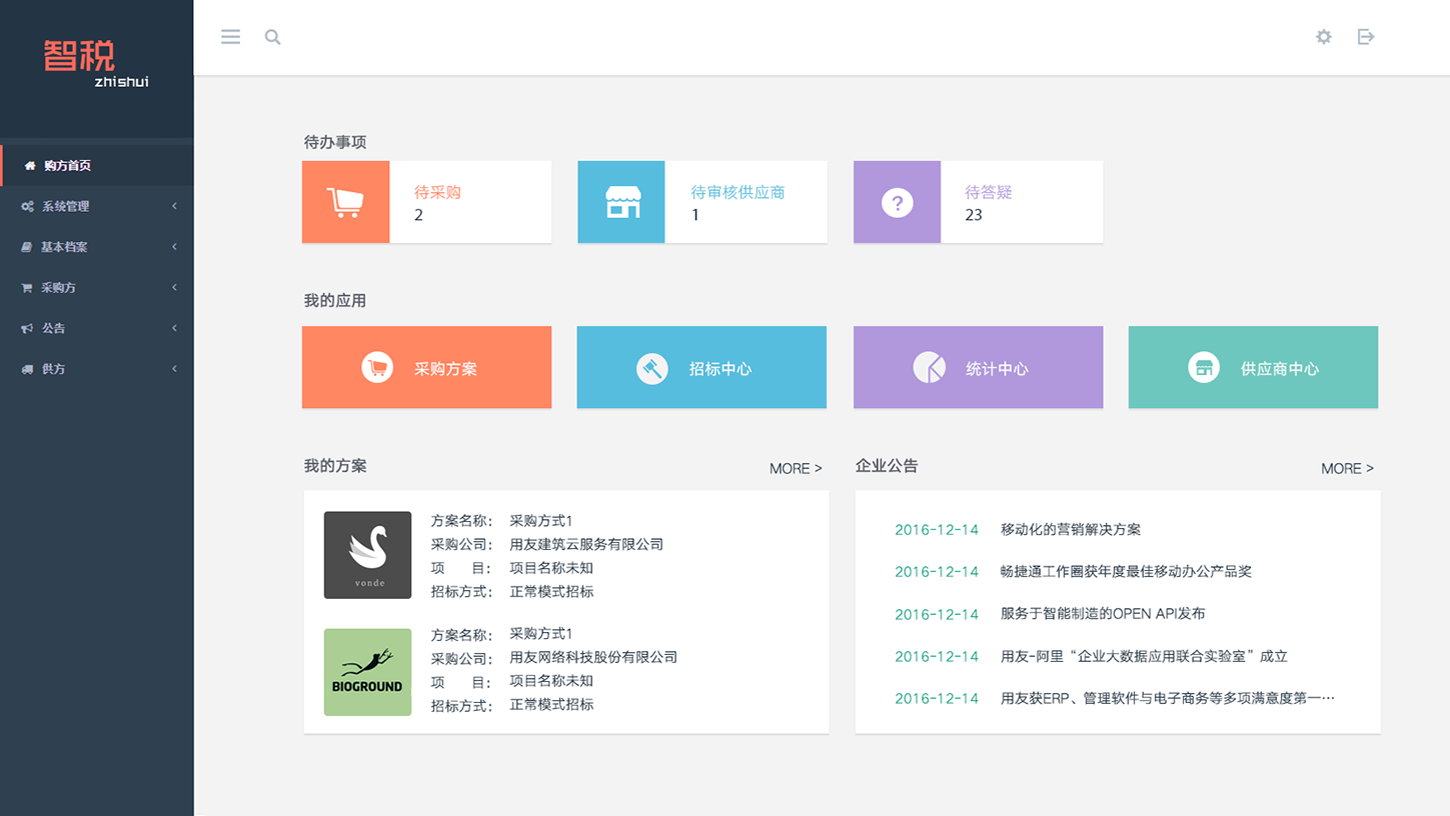 智税
zhishui
购方首页
系统管理
基本档案
采购方
公告
供方
待办事项
待采购
2
待审核供应商
1
?
待答疑
23
我的应用
采购方案
招标中心
统计中心
供应商中心
我的方案
MORE >
vonde
方案名称: 采购方式1
采购公司: 用友建筑云服务有限公司
项 目: 项目名称未知
招标方式: 正常模式招标
BIOGROUND
方案名称: 采购方式1
采购公司: 用友网络科技股份有限公司
项 目: 项目名称未知
招标方式: 正常模式招标
企业公告
MORE >
2016-12-14 移动化的营销解决方案
2016-12-14 畅捷通工作圈获年度最佳移动办公产品奖
2016-12-14 服务于智能制造的OPEN API发布
2016-12-14 用友-阿里“企业大数据应用联合实验室”成立
2016-12-14 用友获ERP、管理软件与电子商务等多项满意度第一…